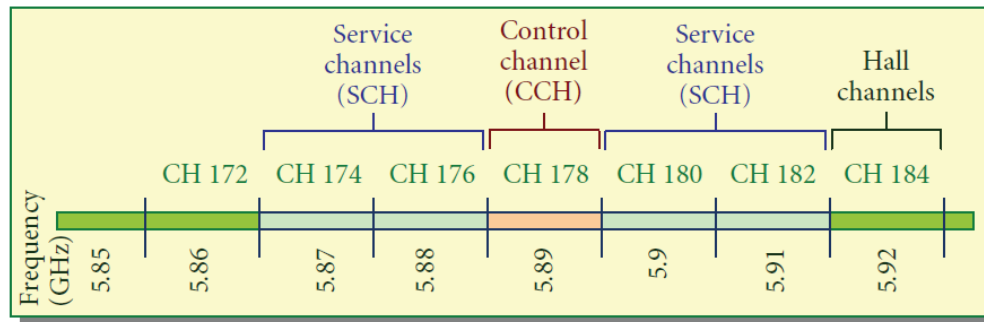 Service
channels
(SCH)
Control
channel
(CCH)
Service
channels
(SCH)
Hall
channels
CH 172 CH 174 CH 176 CH 178 CH 180 CH 182 CH 184
Frequency
(GHz)
5.85 5.86 5.87 5.88 5.89 5.9 5.91 5.92